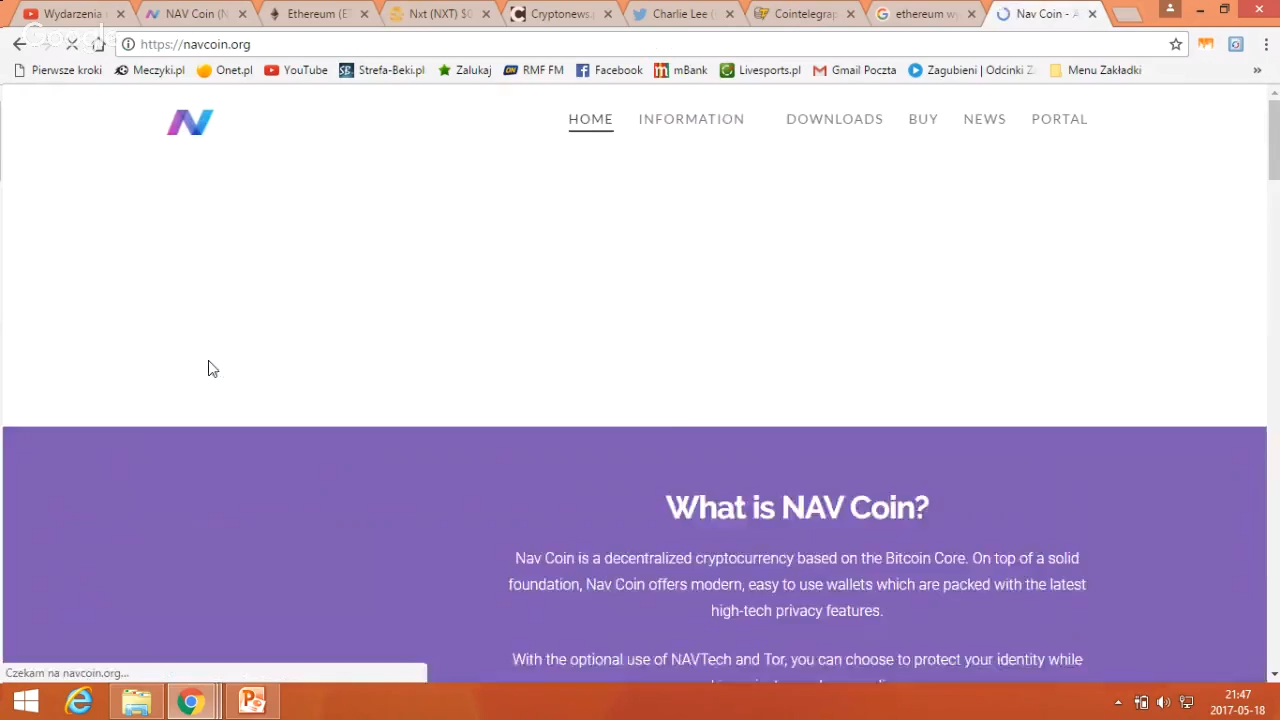 Wydarzenia
NAV Coin (N
Ethereum (ET
Nxt (NXT) $0
Cryptonews.p
Charlie Lee (
Cointelegrap
ethereum wy
Nav Coin - A
Google
https://navcoin.org
Pierwsze kroki
Meczyki.pl
Onet.pl
YouTube
Strefa-Beki.pl
Zalukaj
RMF FM
Facebook
mBank
Livesports.pl
Gmail Poczta
Zagubieni | Odcinki Z
Menu Zakładki
»
HOME
INFORMATION
DOWNLOADS
BUY
NEWS
PORTAL
What is NAV Coin?
Nav Coin is a decentralized cryptocurrency based on the Bitcoin Core. On top of a solid
foundation, Nav Coin offers modern, easy to use wallets which are packed with the latest
high-tech privacy features.
With the optional use of NAVTech and Tor, you can choose to protect your identity while
Czekam na navcoin.org...
21:47
2017-05-18